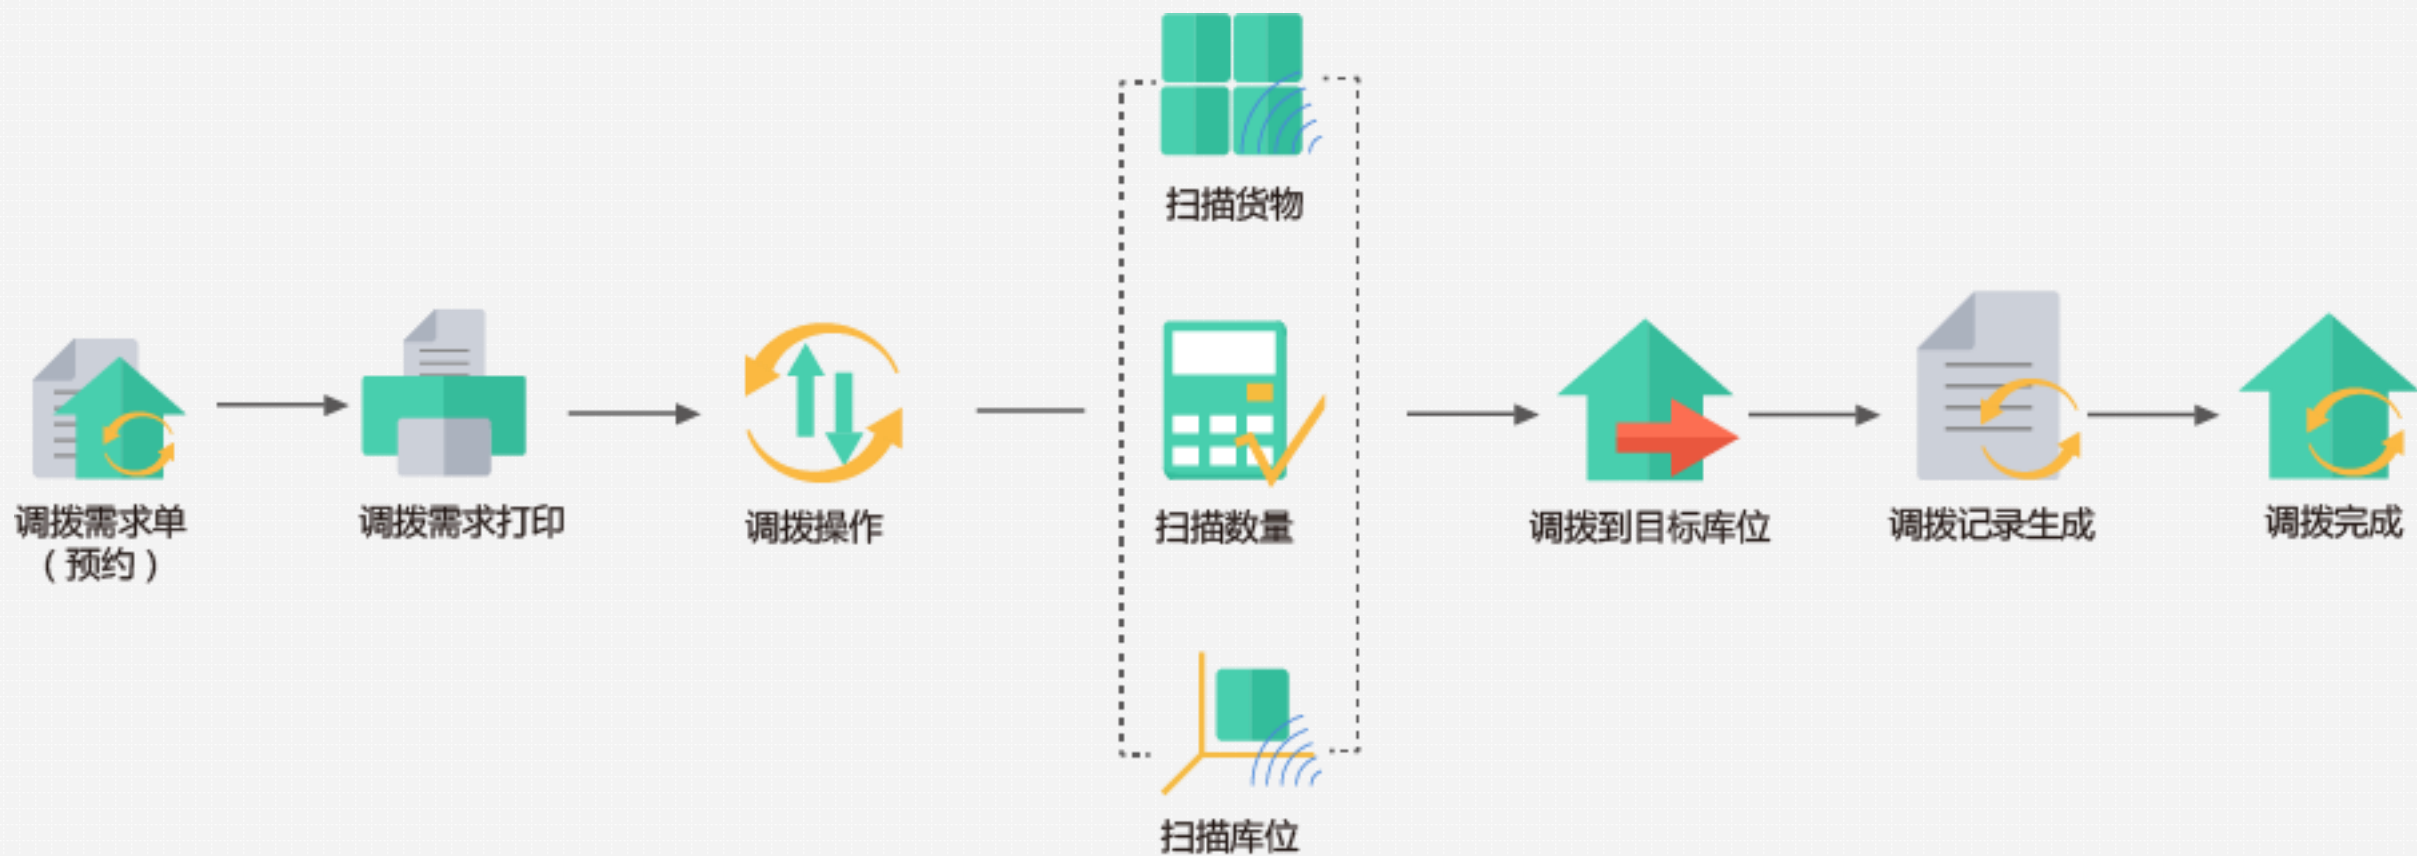 调拨需求单
（预约）
调拨需求打印
调拨操作
扫描货物
扫描数量
扫描库位
调拨到目标库位
调拨记录生成
调拨完成